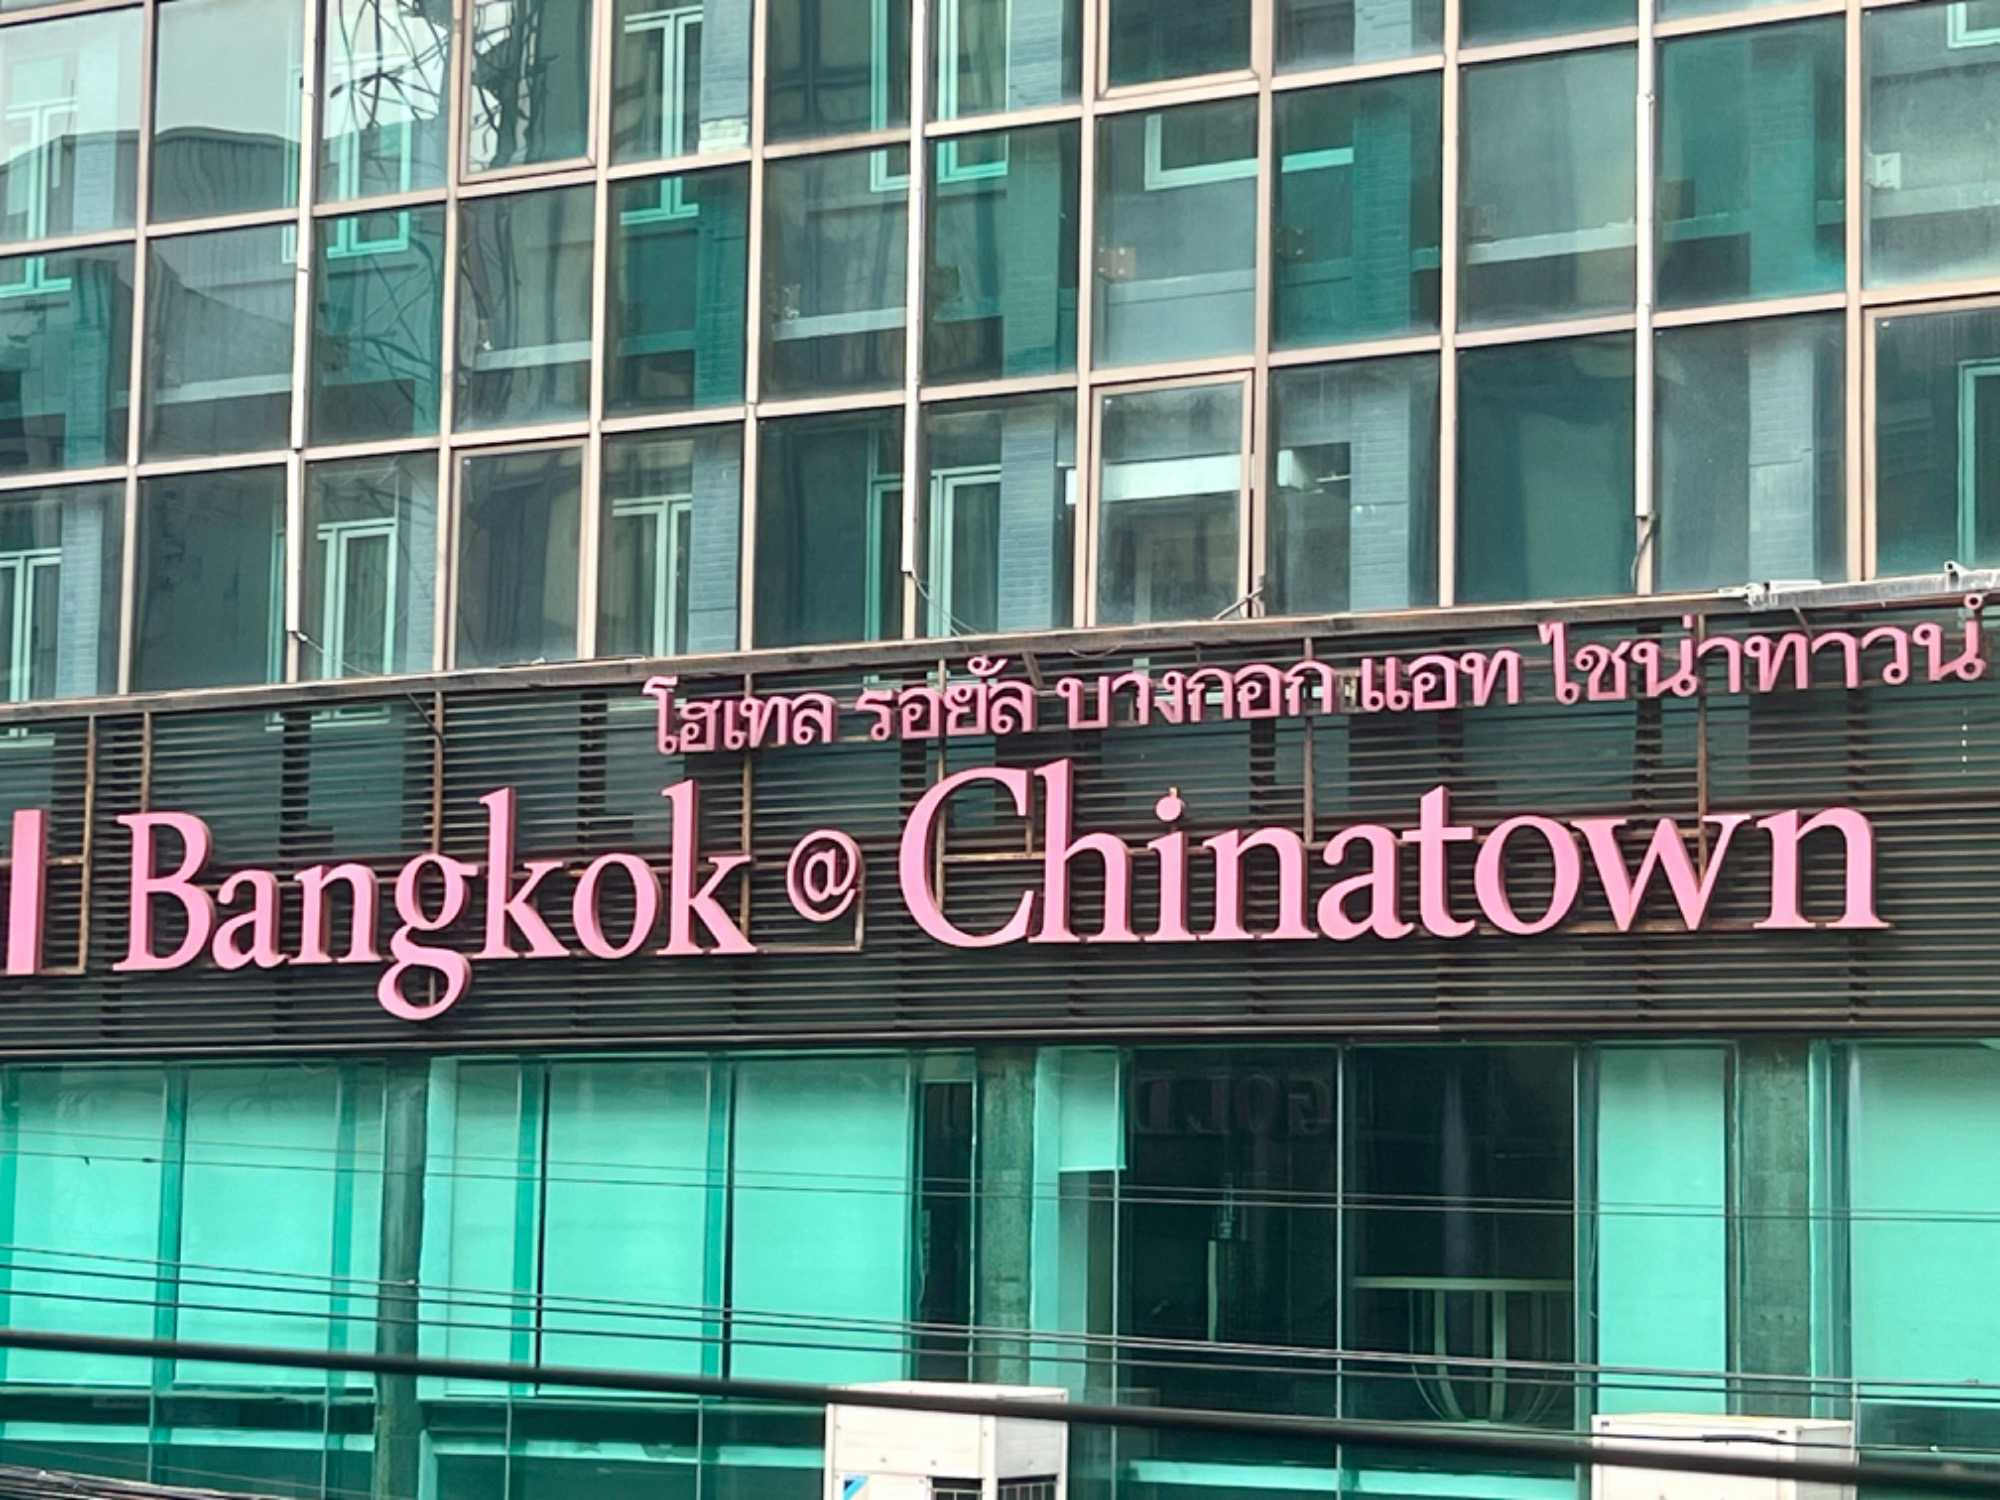 โฮเทล รอยัล บางกอก แอท ไชน่าทาวน์
Bangkok @ Chinatown
GOLD